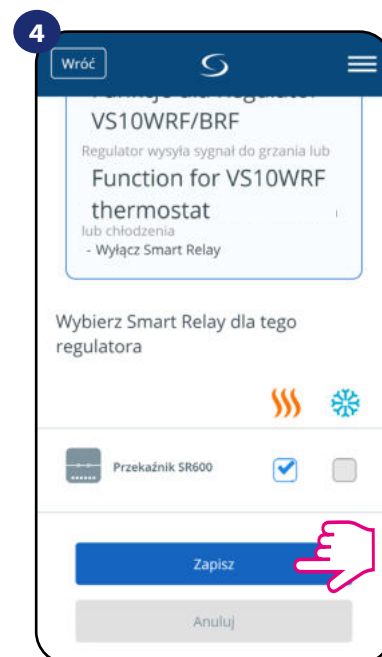 4
Wróć
VS10WRF/BRF
Regulator wysyła sygnał do grzania lub
Function for VS10WRF
thermostat
lub chłodzenia
- Wyłącz Smart Relay
Wybierz Smart Relay dla tego
regulatora
Przekaźnik SR600
Zapisz
Anuluj